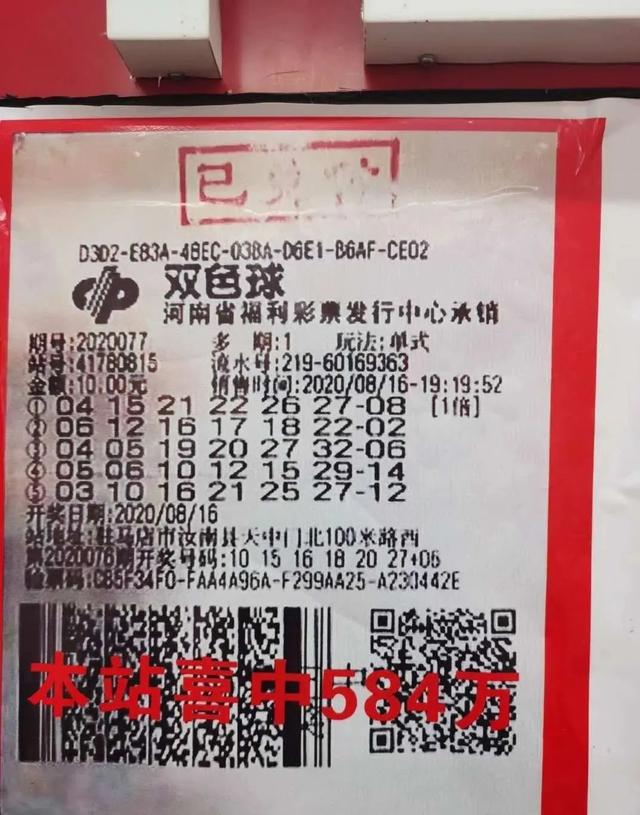 已兑
D3D2-E83A-4BEC-03BA-D6E1-B6AF-CE02
双色球
河南省福利彩票发行中心承销
期号:2020077 多 期:1 玩法:单式
站号:41780815 流水号:219-60169363
金额:10.00元 销售时间:2020/08/16-19:19:52
① 04 15 21 22 26 27-08 [1倍]
② 06 12 16 17 18 22-02
③ 04 05 19 20 27 32-06
④ 05 06 10 12 15 29-14
⑤ 03 10 16 21 25 27-12
开奖日期:2020/08/16
站地址:驻马店市汝南县天中门北100米路西
第2020076期开奖号码:10 15 16 18 20 27+06
验票码:C85F34F0-FAA4A96A-F299AA25-A230442E
本站喜中584万